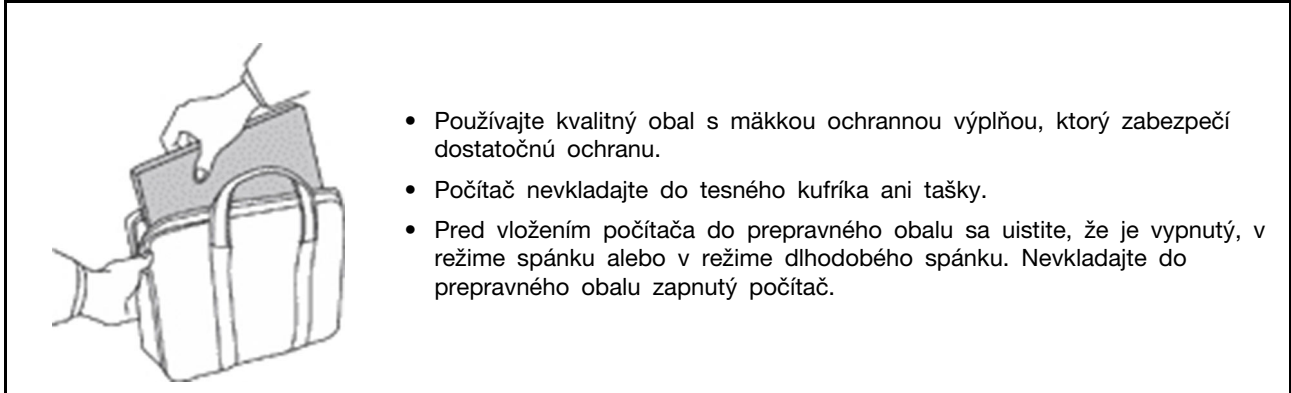 • Používajte kvalitný obal s mäkkou ochrannou výplňou, ktorý zabezpečí
dostatočnú ochranu.
• Počítač nevkladajte do tesného kufríka ani tašky.
• Pred vložením počítača do prepravného obalu sa uistite, že je vypnutý, v
režime spánku alebo v režime dlhodobého spánku. Nevkladajte do
prepravného obalu zapnutý počítač.